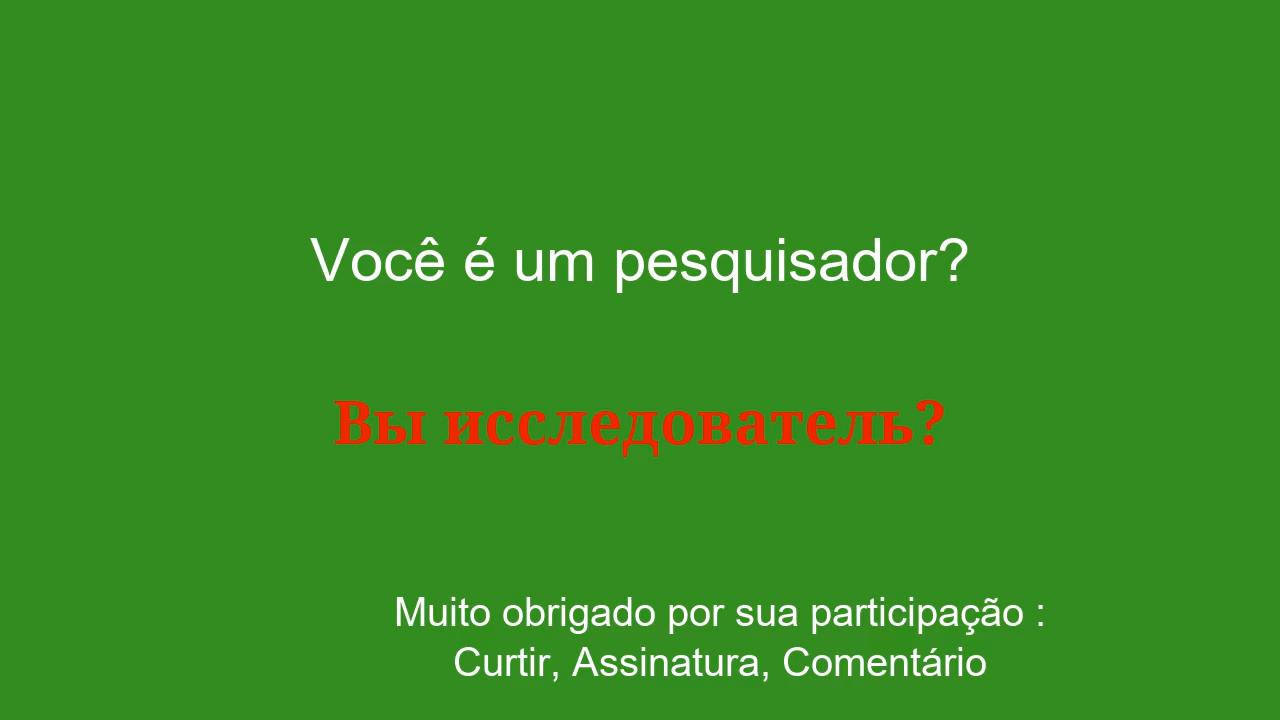 Você é um pesquisador?
Вы исследователь?
Muito obrigado por sua participação :
Curtir, Assinatura, Comentário